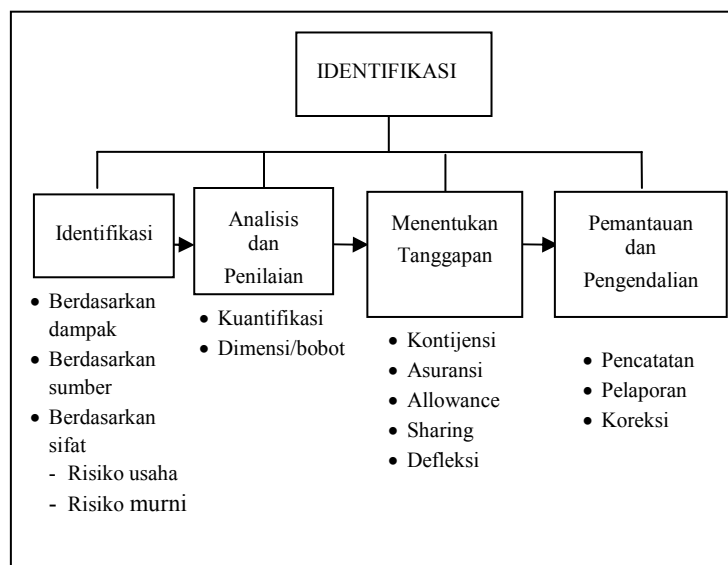 IDENTIFIKASI
Identifikasi
• Berdasarkan
dampak
• Berdasarkan
sumber
• Berdasarkan
sifat
- Risiko usaha
- Risiko murni
Analisis
dan
Penilaian
• Kuantifikasi
• Dimensi/bobot
Menentukan
Tanggapan
• Kontijensi
• Asuransi
• Allowance
• Sharing
• Defleksi
Pemantauan
dan
Pengendalian
• Pencatatan
• Pelaporan
• Koreksi